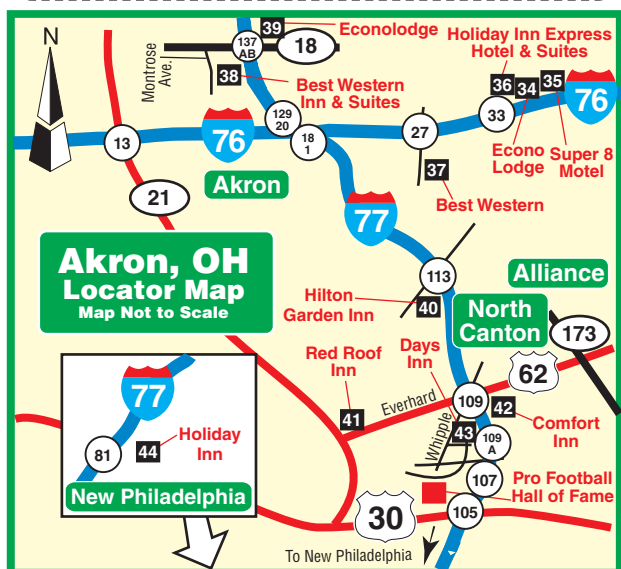 N
Montrose
Ave.
137
AB
39
Econolodge
18
38
Best Western
Inn & Suites
Holiday Inn Express
Hotel & Suites
36
34
35
76
33
Econo
Lodge
Super 8
Motel
129
20
18
1
27
37
Best Western
13
76
Akron
21
77
Akron, OH
Locator Map
Map Not to Scale
113
Hilton
Garden Inn
40
Alliance
North
Canton
173
62
Red Roof
Inn
41
Days
Inn
Everhard
Whipple
109
42
Comfort
Inn
43
109
A
107
Pro Football
Hall of Fame
105
30
To New Philadelphia
77
81
44
Holiday
Inn
New Philadelphia